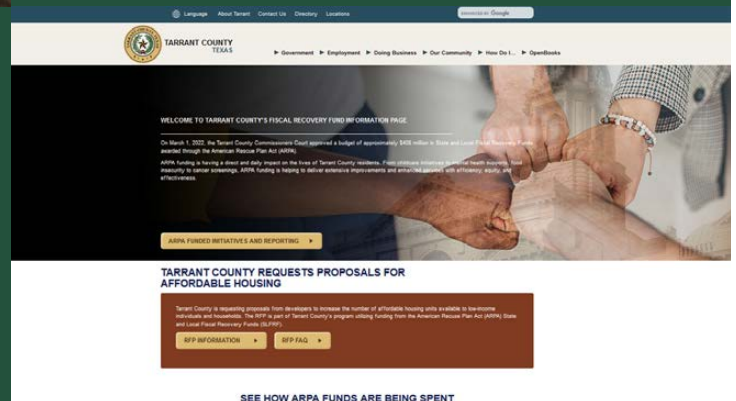 Language About Tarrant Contact Us Directory Locations
ENHANCED BY Google
TARRANT COUNTY
TEXAS
Government Employment Doing Business Our Community How Do I... OpenBooks
WELCOME TO TARRANT COUNTY'S FISCAL RECOVERY FUND INFORMATION PAGE
On March 1, 2022, the Tarrant County Commissioners Court approved a budget of approximately $408 million in State and Local Fiscal Recovery Funds
awarded through the American Rescue Plan Act (ARPA).
ARPA funding is having a direct and daily impact on the lives of Tarrant County residents. From childcare initiatives to mental health supports, food
insecurity to cancer screenings, ARPA funding is helping to deliver extensive improvements and enhanced services with efficiency, equity, and
effectiveness.
ARPA FUNDED INITIATIVES AND REPORTING
TARRANT COUNTY REQUESTS PROPOSALS FOR
AFFORDABLE HOUSING
Tarrant County is requesting proposals from developers to increase the number of affordable housing units available to low-income
individuals and households. The RFP is part of Tarrant County's program utilizing funding from the American Rescue Plan Act (ARPA) State
and Local Fiscal Recovery Funds (SLFRF).
RFP INFORMATION RFP FAQ
SEE HOW ARPA FUNDS ARE BEING SPENT